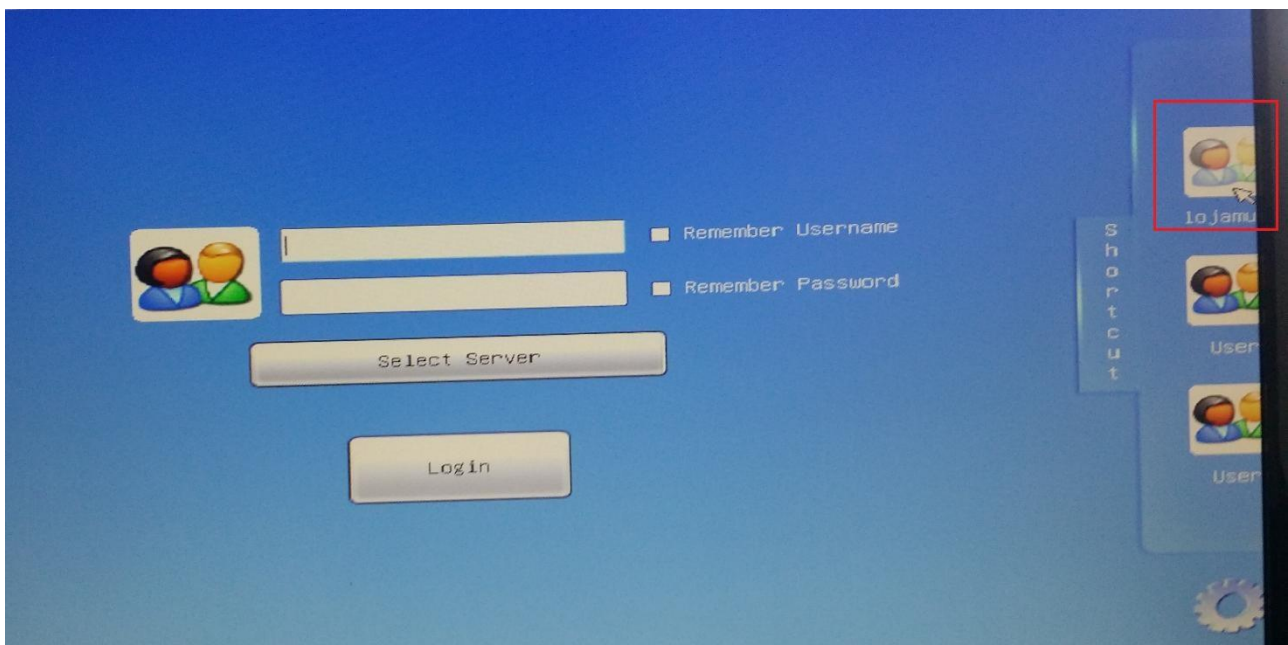 Remember Username
Remember Password
Select Server
Login
Shortcut
lojamu
User
User